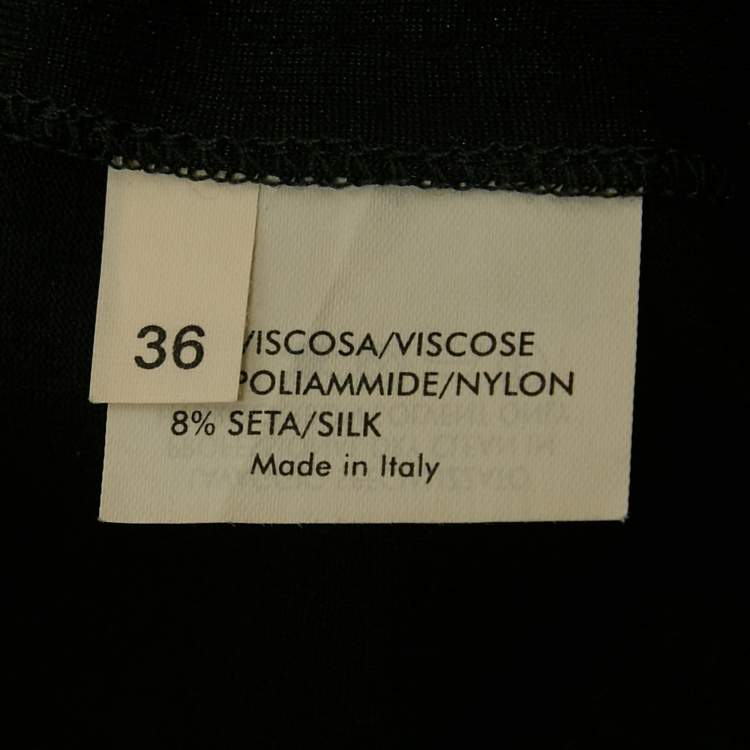 36
VISCOSA/VISCOSE
POLIAMMIDE/NYLON
8% SETA/SILK
Made in Italy